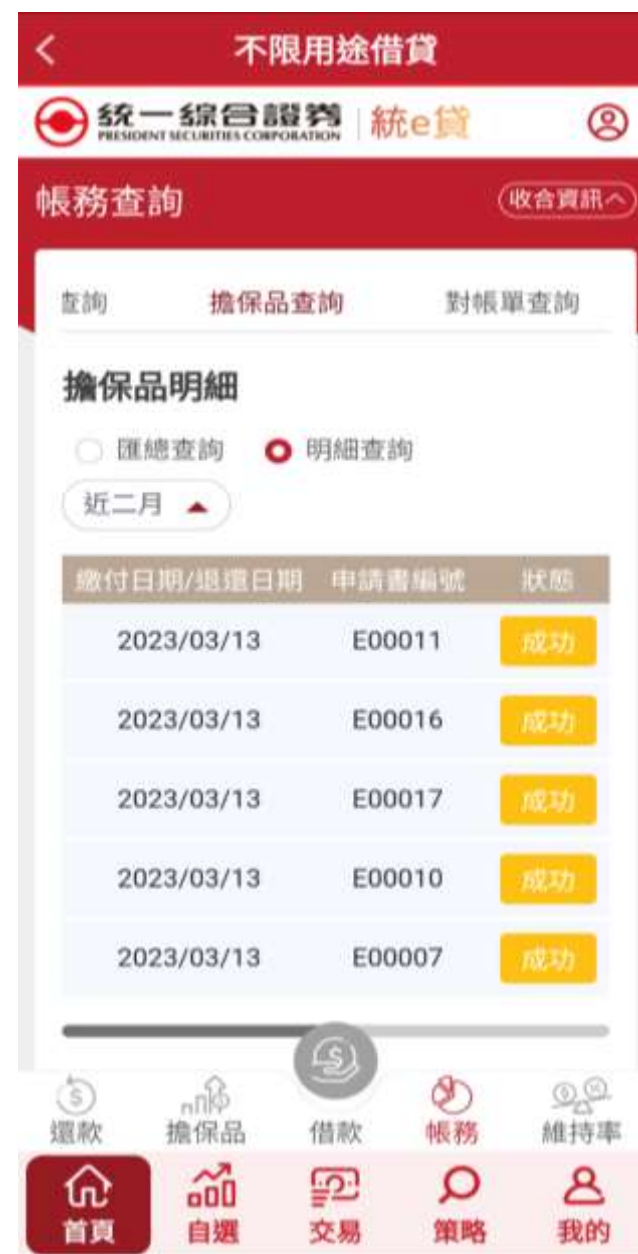 不限用途借貸
統一綜合證券 統e貸
PRESIDENT SECURITIES CORPORATION
帳務查詢 收合資訊
查詢 擔保品查詢 對帳單查詢
擔保品明細
匯總查詢 明細查詢
近二月
繳付日期/退還日期 申請書編號 狀態
2023/03/13 E00011 成功
2023/03/13 E00016 成功
2023/03/13 E00017 成功
2023/03/13 E00010 成功
2023/03/13 E00007 成功
還款 擔保品 借款 帳務 維持率
首頁 自選 交易 策略 我的